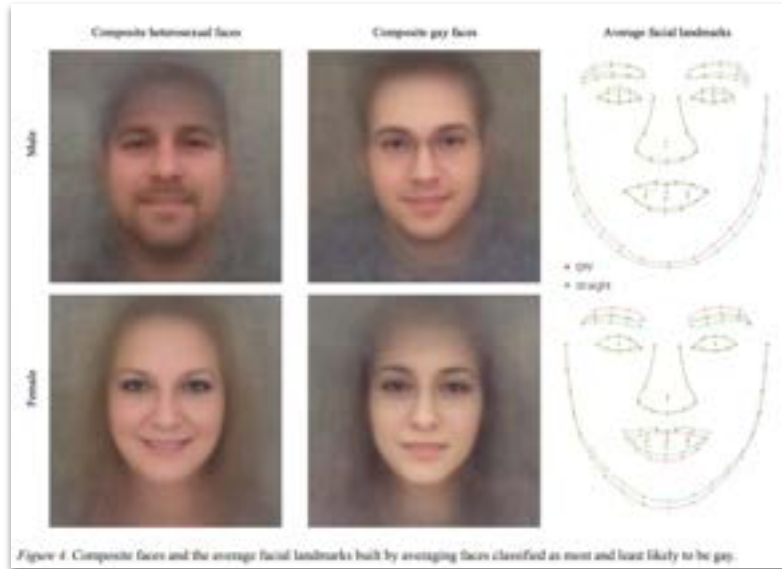 Composite heterosexual faces Composite gay faces Average facial landmarks
Male
gay
straight
Female
Figure 4. Composite faces and the average facial landmarks built by averaging faces classified as most and least likely to be gay.